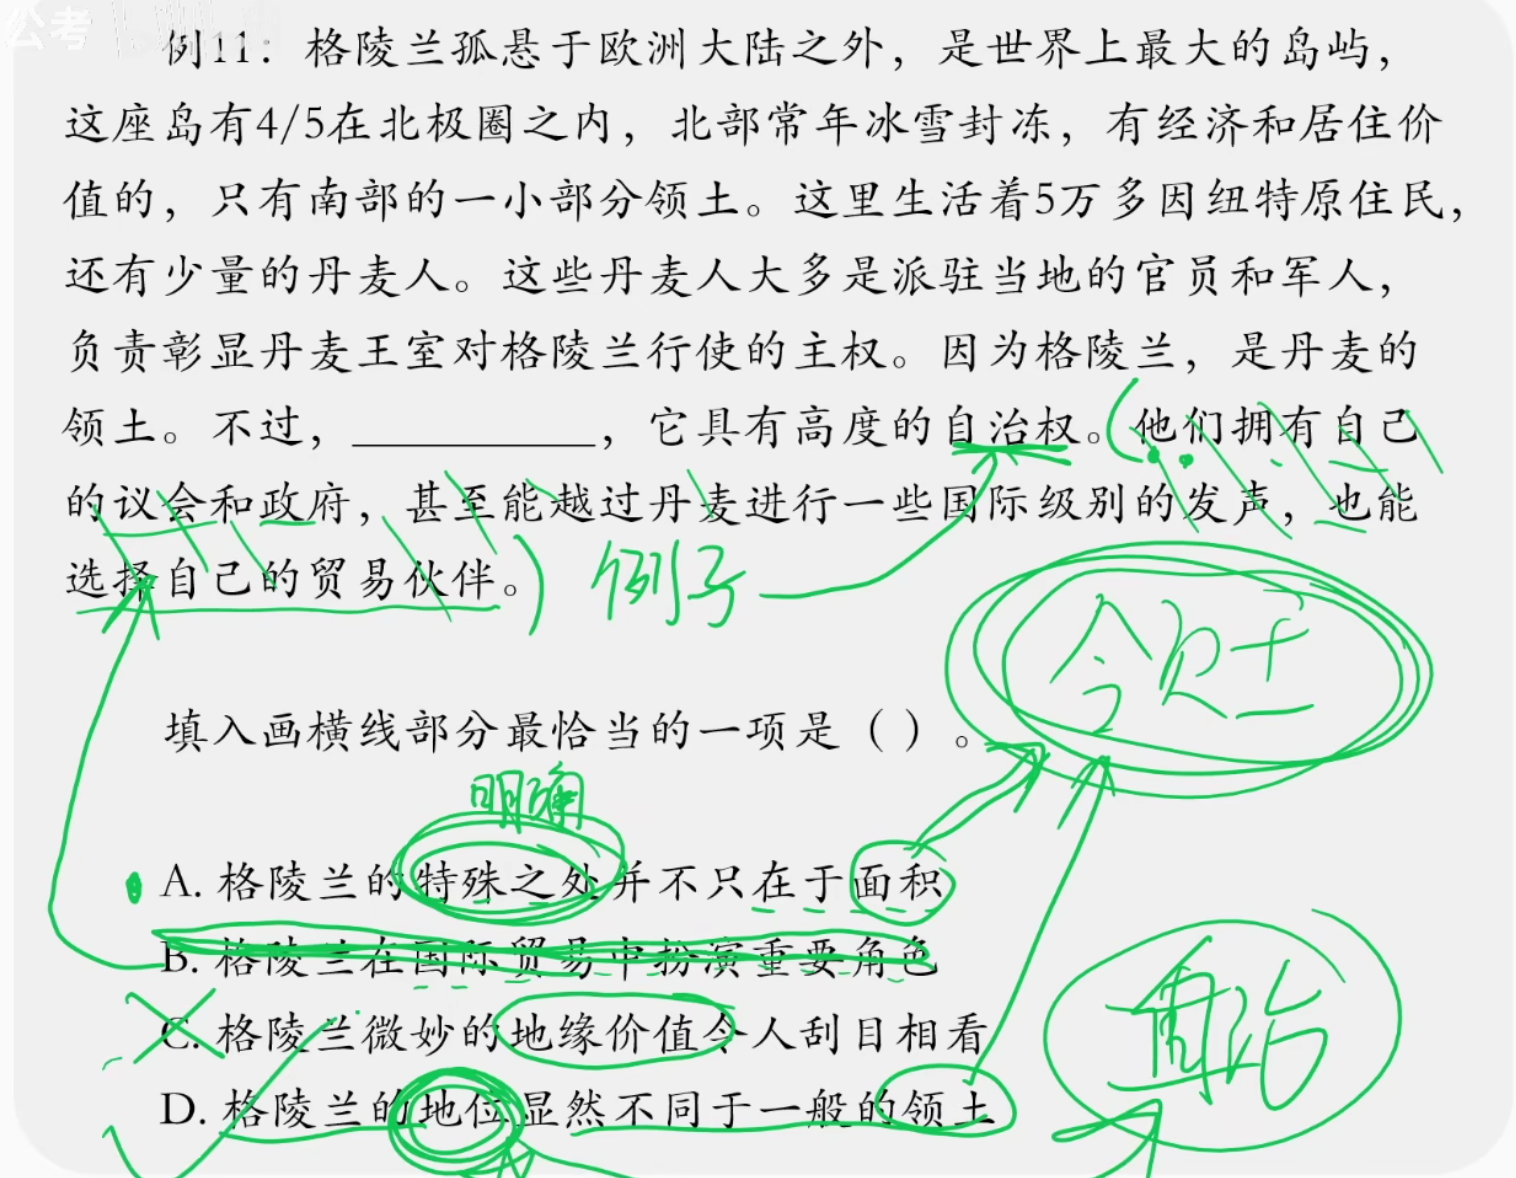 公考
例11：格陵兰孤悬于欧洲大陆之外，是世界上最大的岛屿，
这座岛有4/5在北极圈之内，北部常年冰雪封冻，有经济和居住价
值的，只有南部的一小部分领土。这里生活着5万多因纽特原住民，
还有少量的丹麦人。这些丹麦人大多是派驻当地的官员和军人，
负责彰显丹麦王室对格陵兰行使的主权。因为格陵兰，是丹麦的
领土。不过，__________，它具有高度的自治权。（他们拥有自己
的议会和政府，甚至能越过丹麦进行一些国际级别的发声，也能
选择自己的贸易伙伴。） 例子
领土
填入画横线部分最恰当的一项是（ ）。
明确
A. 格陵兰的特殊之处并不只在于面积
B. 格陵兰在国际贸易中扮演重要角色
C. 格陵兰微妙的地缘价值令人刮目相看
D. 格陵兰的地位显然不同于一般的领土